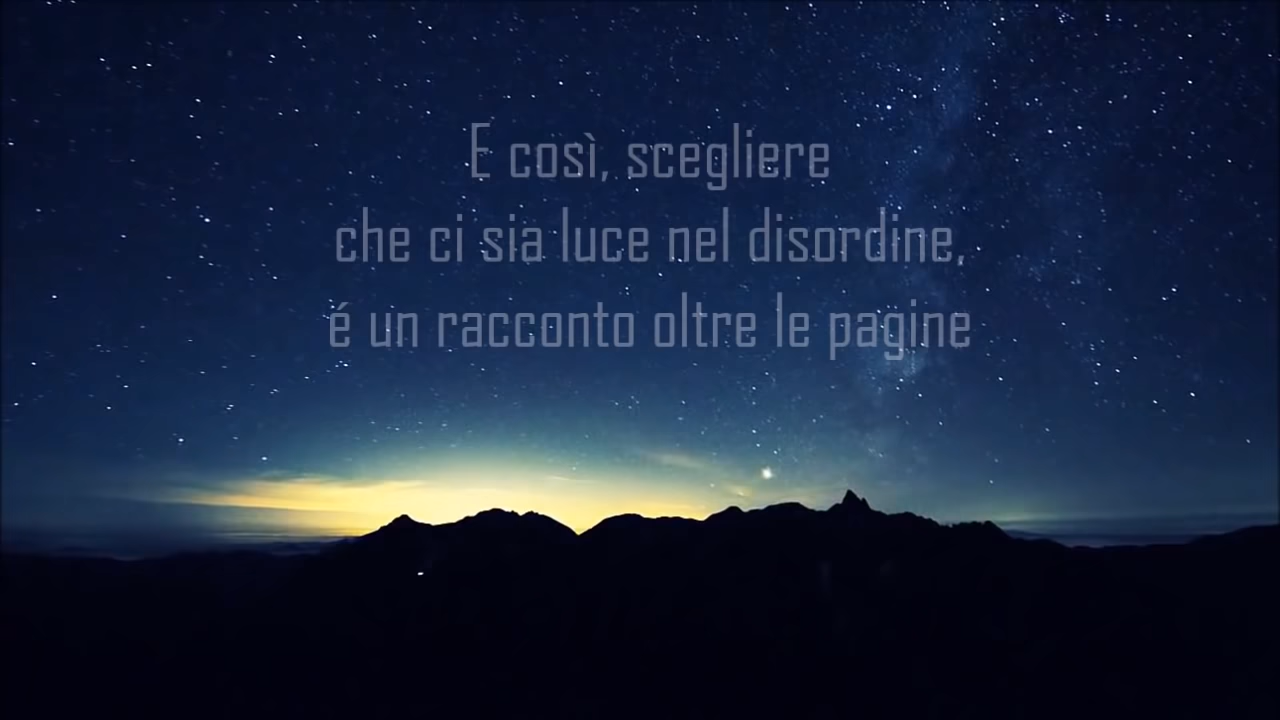 E così, scegliere
che ci sia luce nel disordine,
é un racconto oltre le pagine